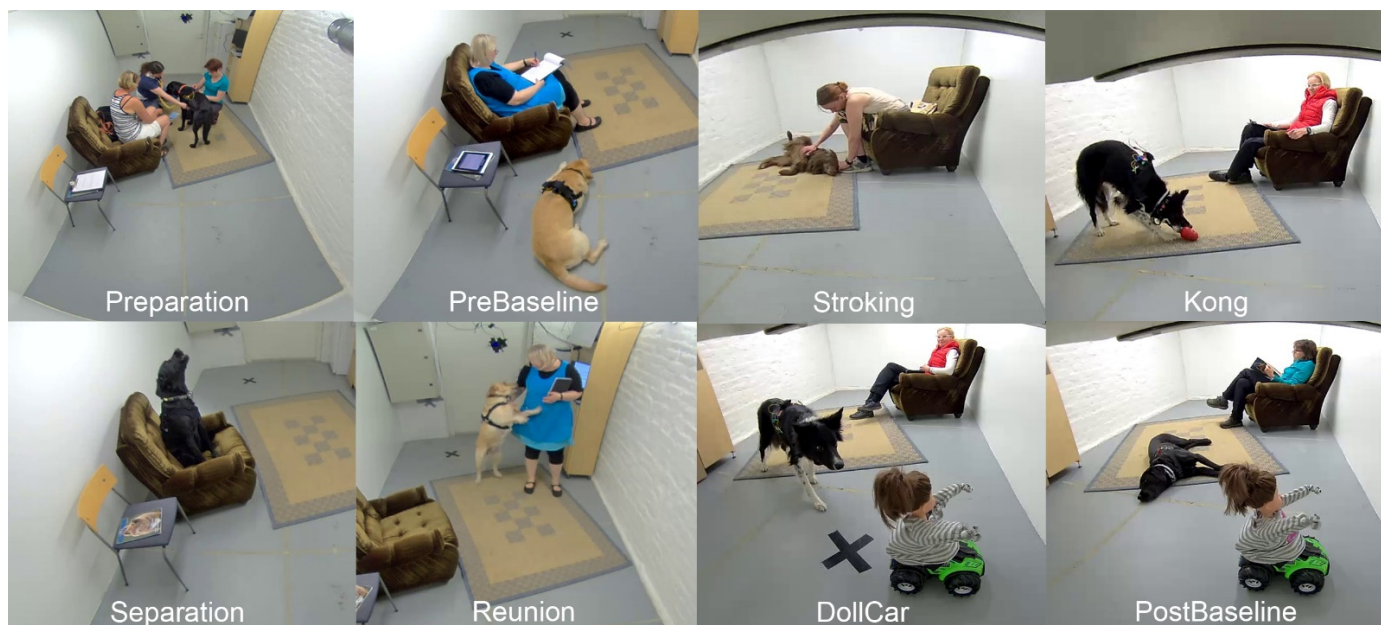 Preparation
PreBaseline
Stroking
Kong
Separation
Reunion
DollCar
PostBaseline